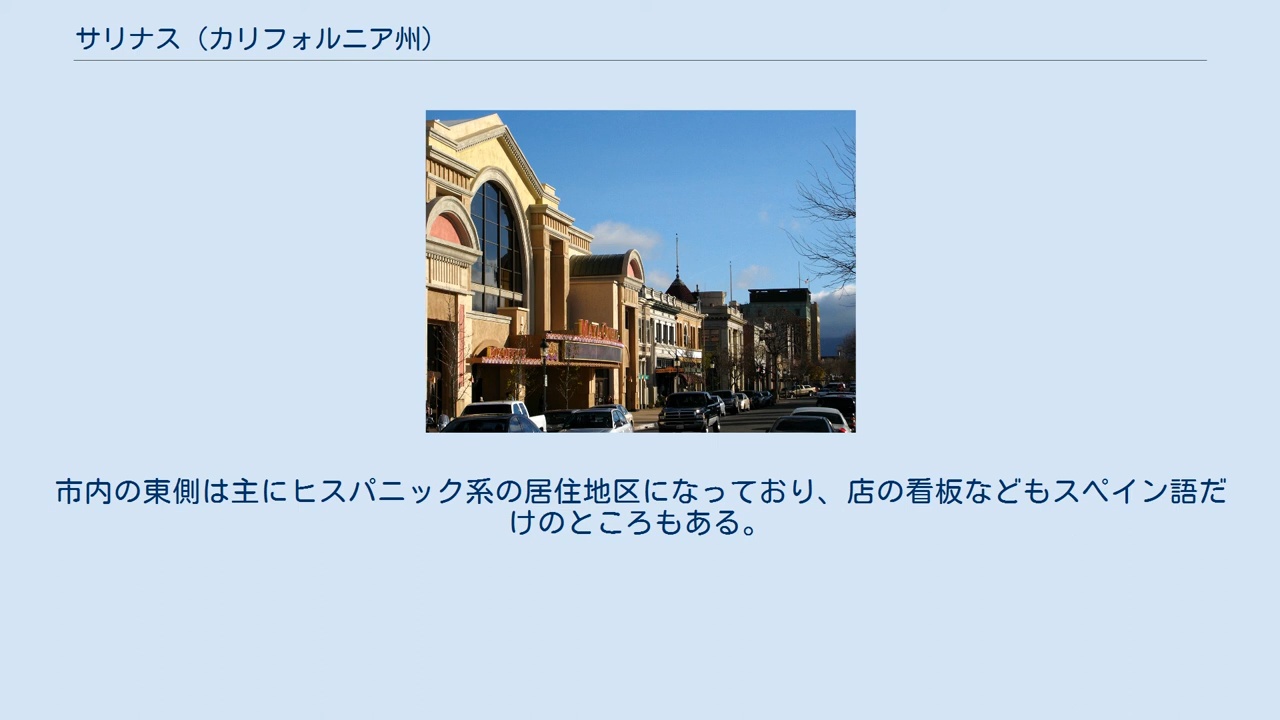 サリナス（カリフォルニア州）
市内の東側は主にヒスパニック系の居住地区になっており、店の看板などもスペイン語だ
けのところもある。